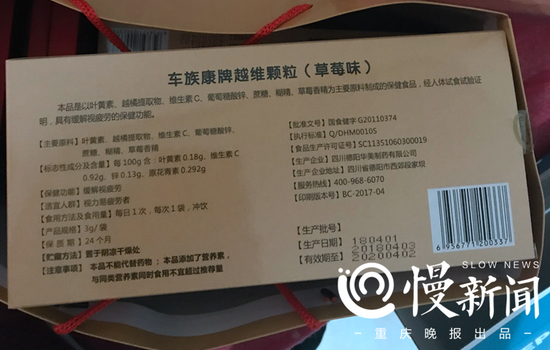 车族康牌越维颗粒（草莓味）
本品是以叶黄素、越橘提取物、维生素C、葡萄糖酸锌、蔗糖、糊精、草莓香精为主要原料制成的保健食品，经人体试食试验证
明，具有缓解视疲劳的保健功能。
【主要原料】叶黄素、越橘提取物、维生素C、葡萄糖酸锌、
蔗糖、糊精、草莓香精
【标志性成分及含量】每100g含：叶黄素0.18g、维生素C
0.92g、锌0.13g、原花青素0.292g
【保健功能】缓解视疲劳
【适宜人群】视力易疲劳者
【食用方法及食用量】每日1次，每次1袋，冲饮
【产品规格】3g/袋
【保 质 期】24个月
【贮藏方法】置于阴凉干燥处
【注意事项】本品不能代替药物；本品添加了营养素，
与同类营养素同时食用不宜超过推荐量
【批准文号】国食健字G20110374
【执行标准】Q/DHM0010S
【食品生产许可证号】SC11351060300019
【生产企业】四川德阳华美制药有限公司
【生产企业地址】四川省德阳市西郊段家坝
【服务热线】400-968-6070
【印刷版本号】BC-2017-04
【生产批号】 180401
【生产日期】 20180403
【有效期至】 20200402
6 956771 200337
慢新闻
SLOW NEWS
重庆晚报出品